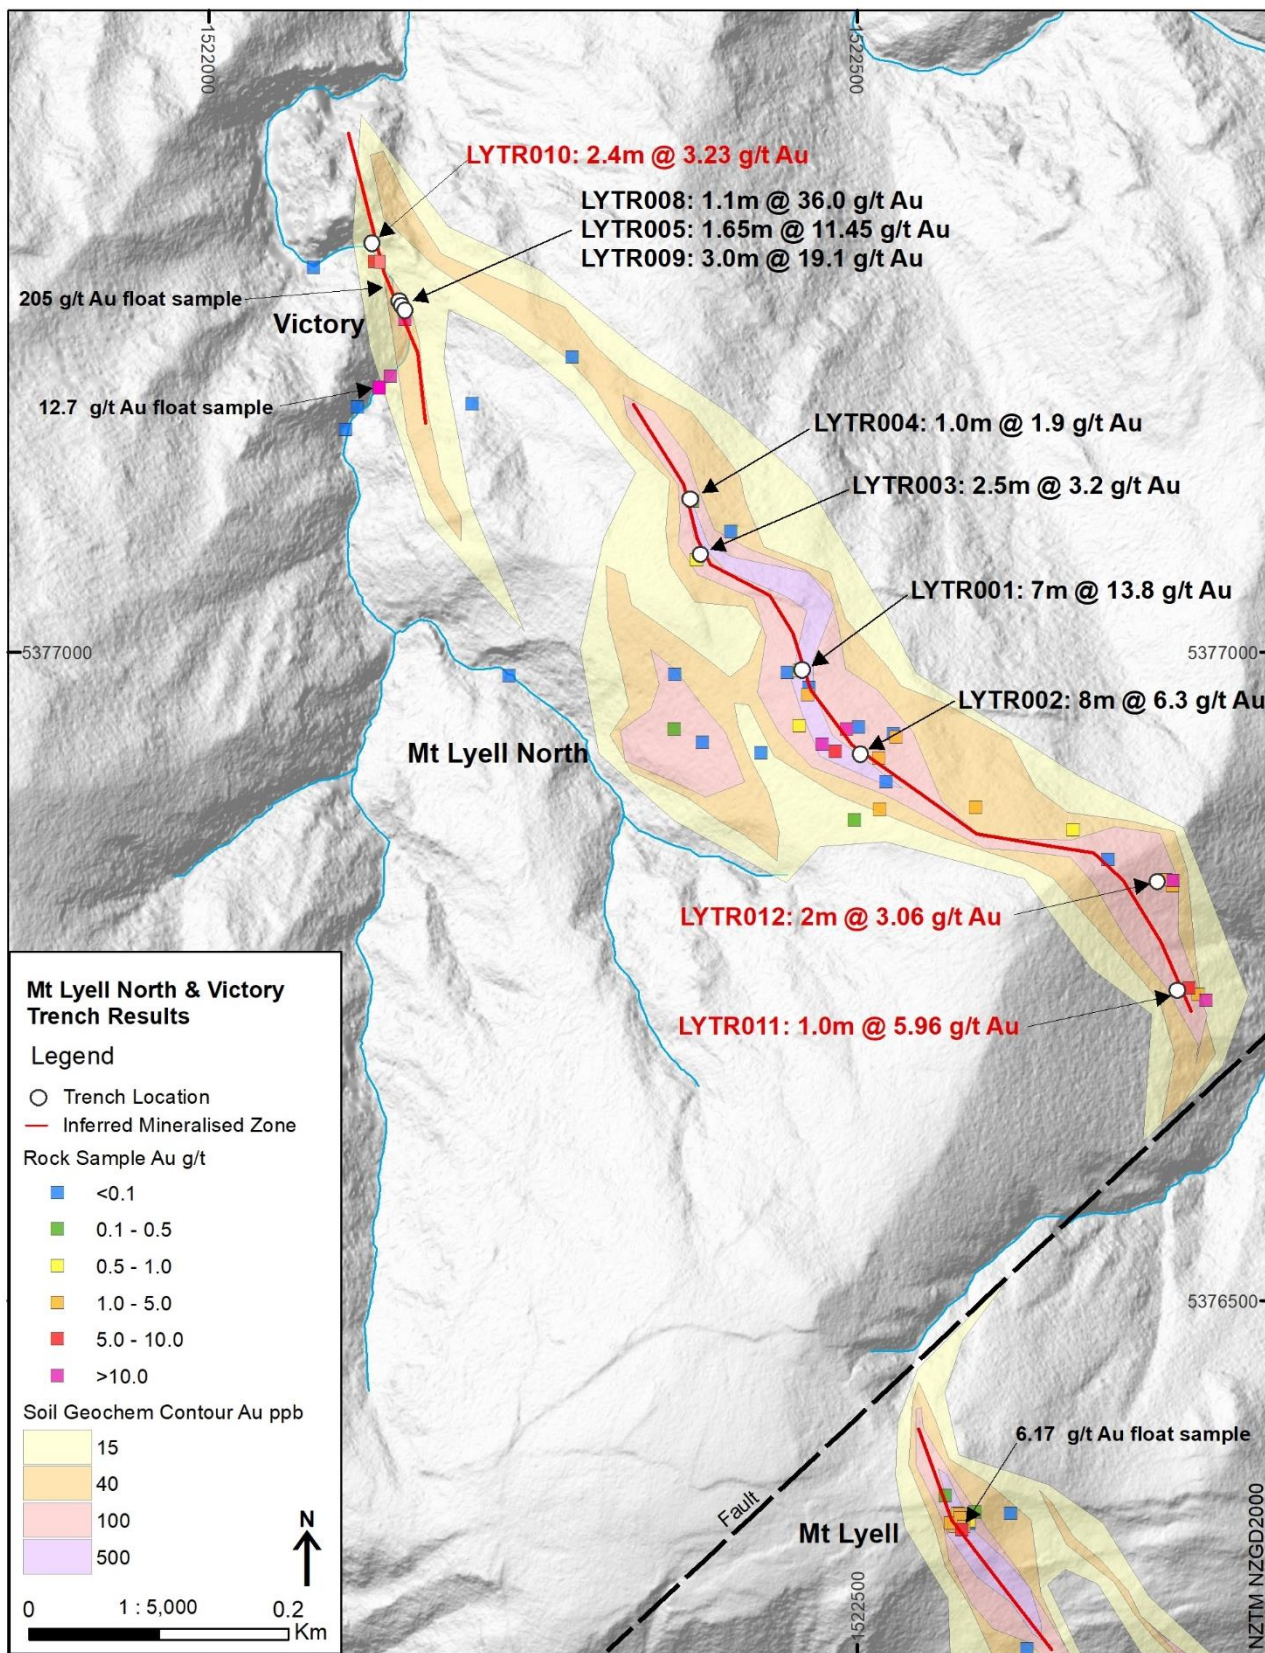 1522000
1522500
LYTR010: 2.4m @ 3.23 g/t Au
LYTR008: 1.1m @ 36.0 g/t Au
LYTR005: 1.65m @ 11.45 g/t Au
LYTR009: 3.0m @ 19.1 g/t Au
205 g/t Au float sample
Victory
12.7 g/t Au float sample
LYTR004: 1.0m @ 1.9 g/t Au
LYTR003: 2.5m @ 3.2 g/t Au
LYTR001: 7m @ 13.8 g/t Au
5377000
5377000
LYTR002: 8m @ 6.3 g/t Au
Mt Lyell North
LYTR012: 2m @ 3.06 g/t Au
LYTR011: 1.0m @ 5.96 g/t Au
Mt Lyell North & Victory
Trench Results
Legend
Trench Location
Inferred Mineralised Zone
Rock Sample Au g/t
<0.1
0.1 - 0.5
0.5 - 1.0
1.0 - 5.0
5.0 - 10.0
>10.0
Soil Geochem Contour Au ppb
15
40
100
500
N
0
1 : 5,000
0.2
Km
5376500
6.17 g/t Au float sample
Fault
Mt Lyell
1522500
NZTM NZGD2000